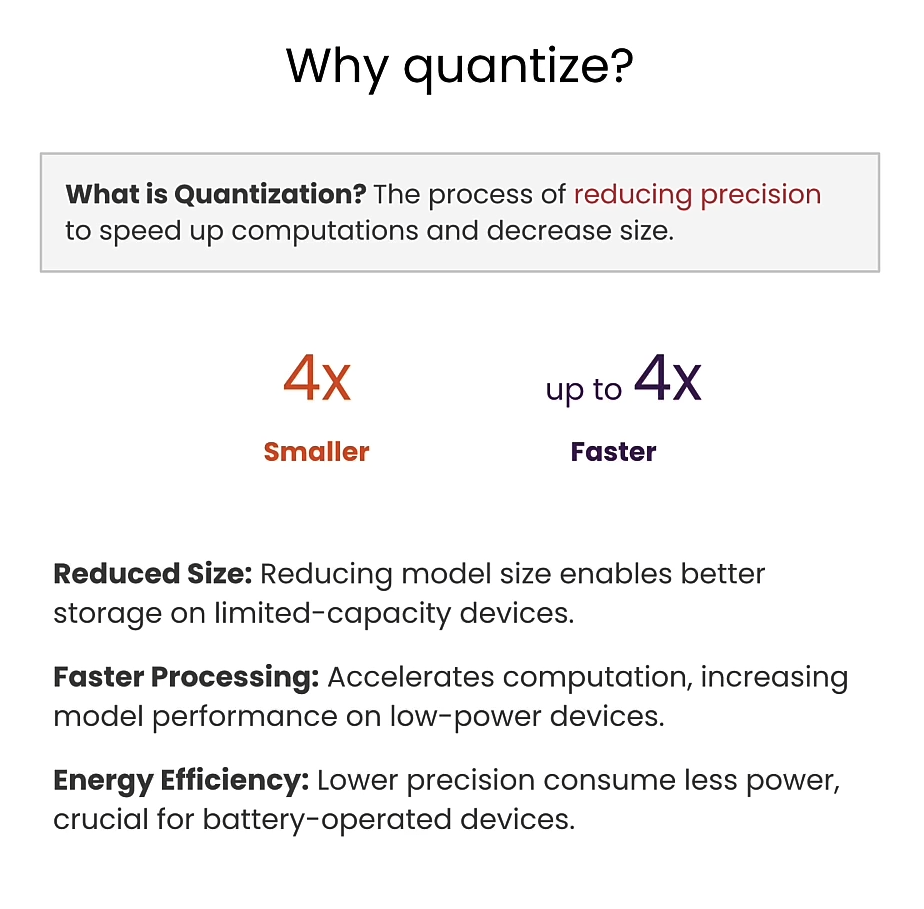 Why quantize?
What is Quantization? The process of reducing precision
to speed up computations and decrease size.
4x
Smaller
up to 4x
Faster
Reduced Size: Reducing model size enables better
storage on limited-capacity devices.
Faster Processing: Accelerates computation, increasing
model performance on low-power devices.
Energy Efficiency: Lower precision consume less power,
crucial for battery-operated devices.